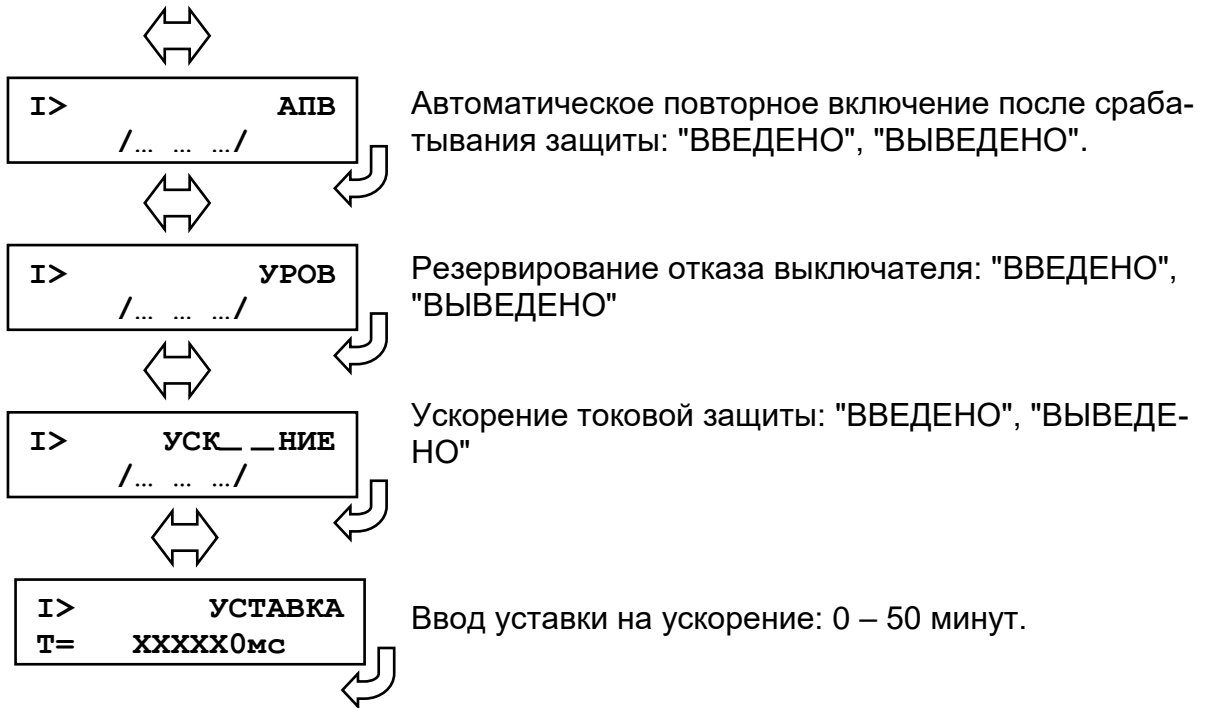 I> АПВ
/… … …/
Автоматическое повторное включение после сраба-
тывания защиты: "ВВЕДЕНО", "ВЫВЕДЕНО".
I> УРОВ
/… … …/
Резервирование отказа выключателя: "ВВЕДЕНО",
"ВЫВЕДЕНО"
I> УСК_ _НИЕ
/… … …/
Ускорение токовой защиты: "ВВЕДЕНО", "ВЫВЕДЕ-
НО"
I> УСТАВКА
Т= ХХХХХ0мс
Ввод уставки на ускорение: 0 – 50 минут.